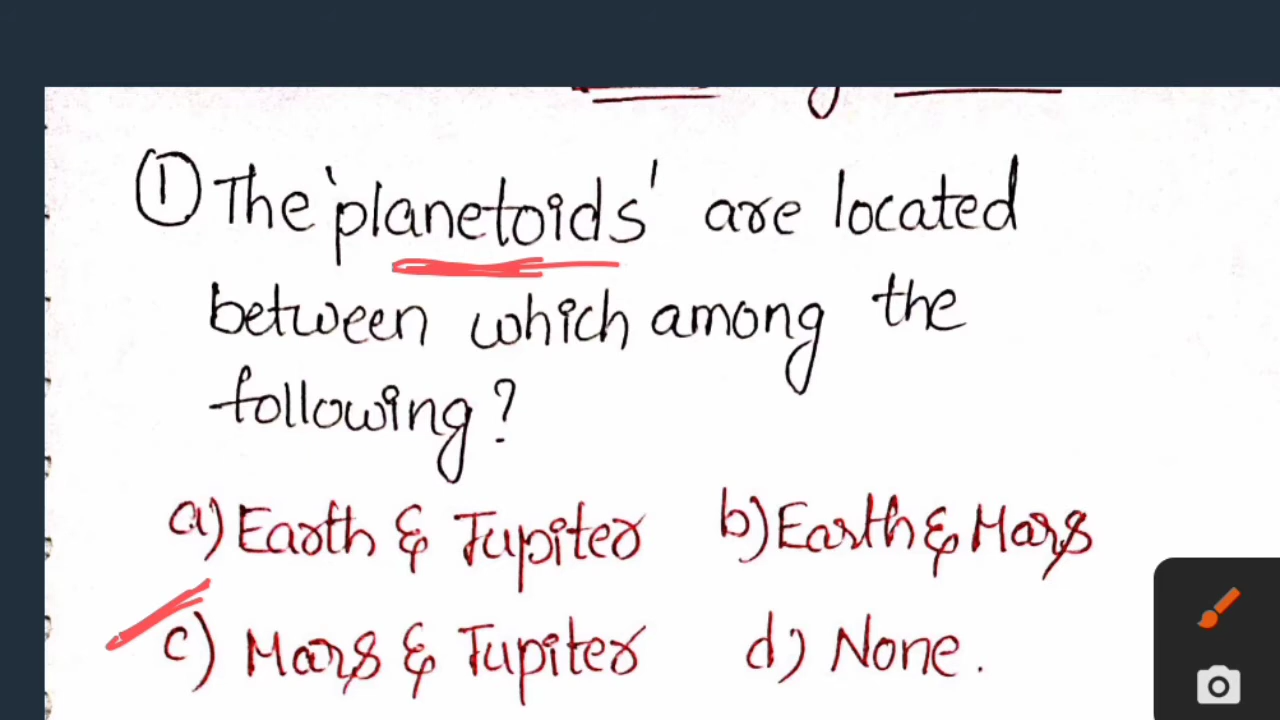 ① The 'planetoids' are located
between which among the
following?
a) Earth & Jupiter b) Earth & Mars
c) Mars & Jupiter d) None.